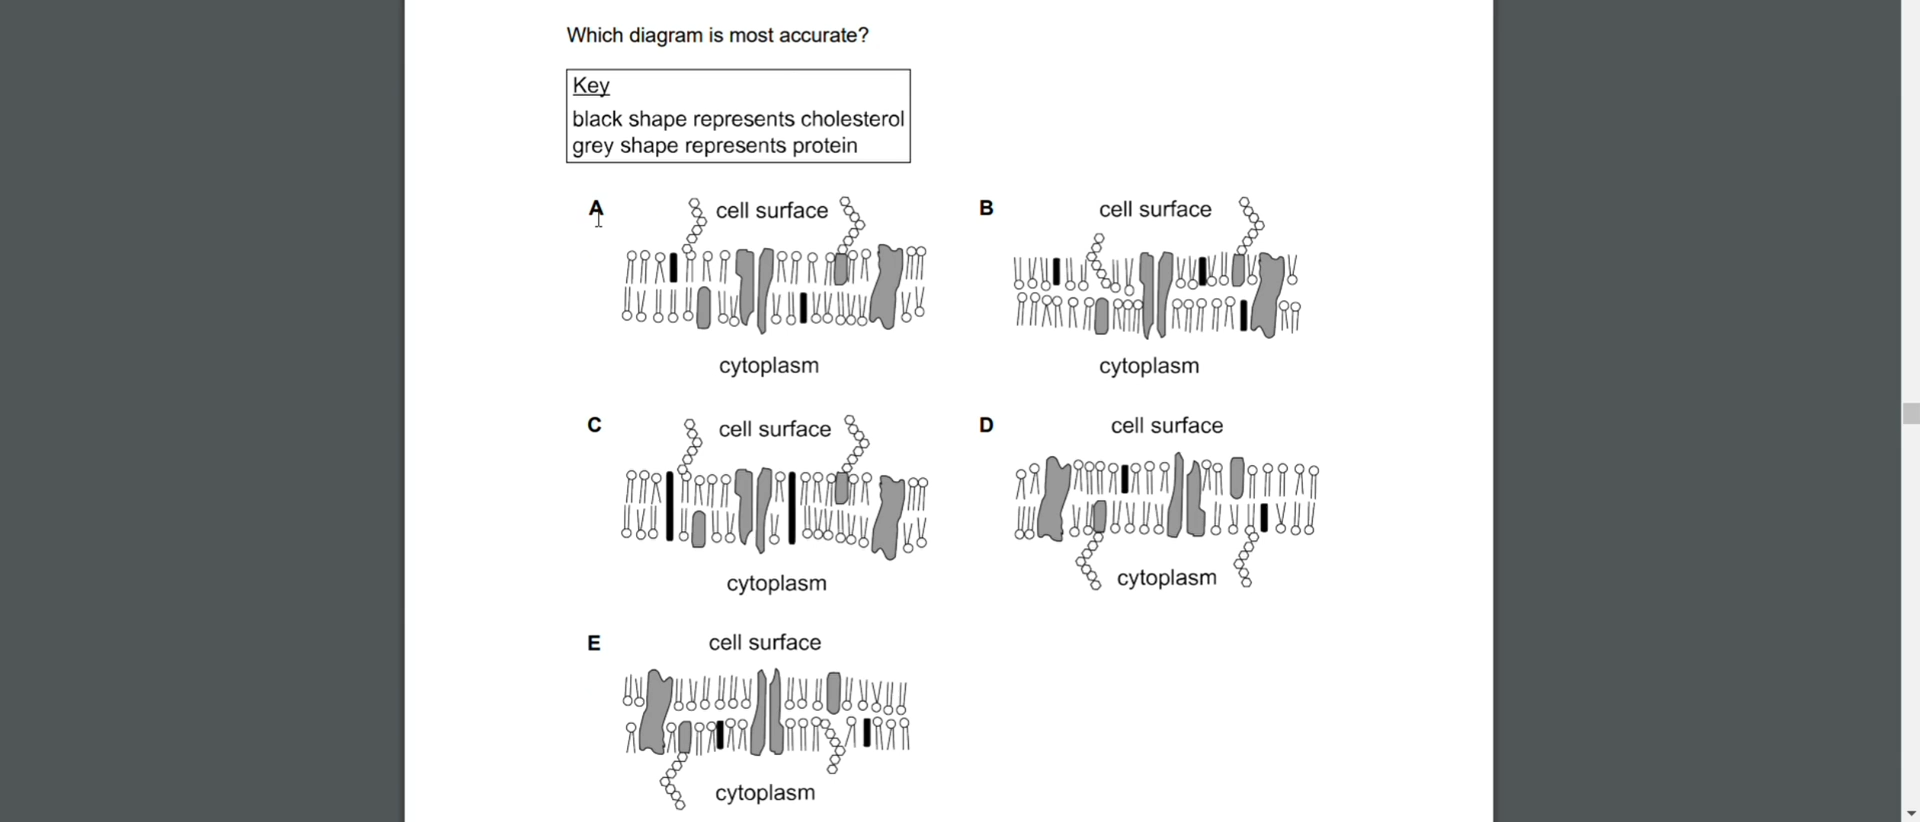 Which diagram is most accurate?
Key
black shape represents cholesterol
grey shape represents protein
A
cell surface
cytoplasm
B
cell surface
cytoplasm
C
cell surface
cytoplasm
D
cell surface
cytoplasm
E
cell surface
cytoplasm